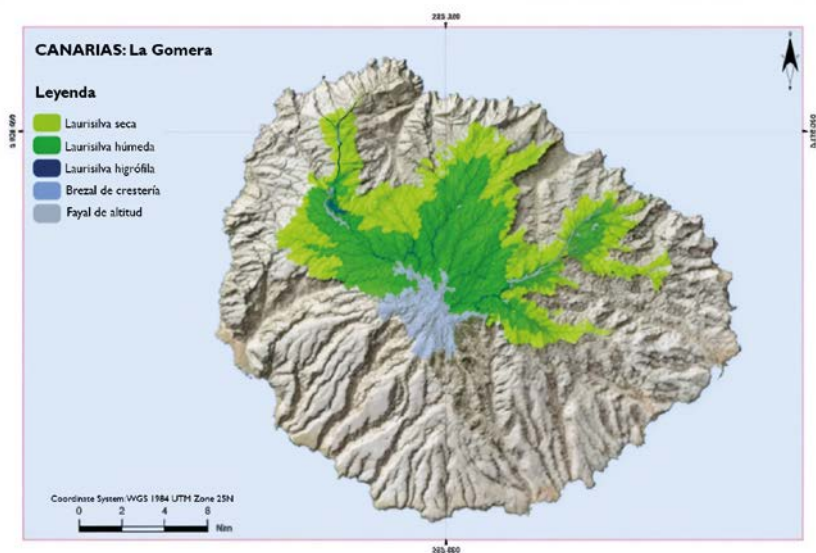 CANARIAS: La Gomera
Leyenda
Laurisilva seca
Laurisilva húmeda
Laurisilva higrófila
Brezal de crestería
Fayal de altitud
Coordinate System: WGS 1984 UTM Zone 25N
0 2 4 8